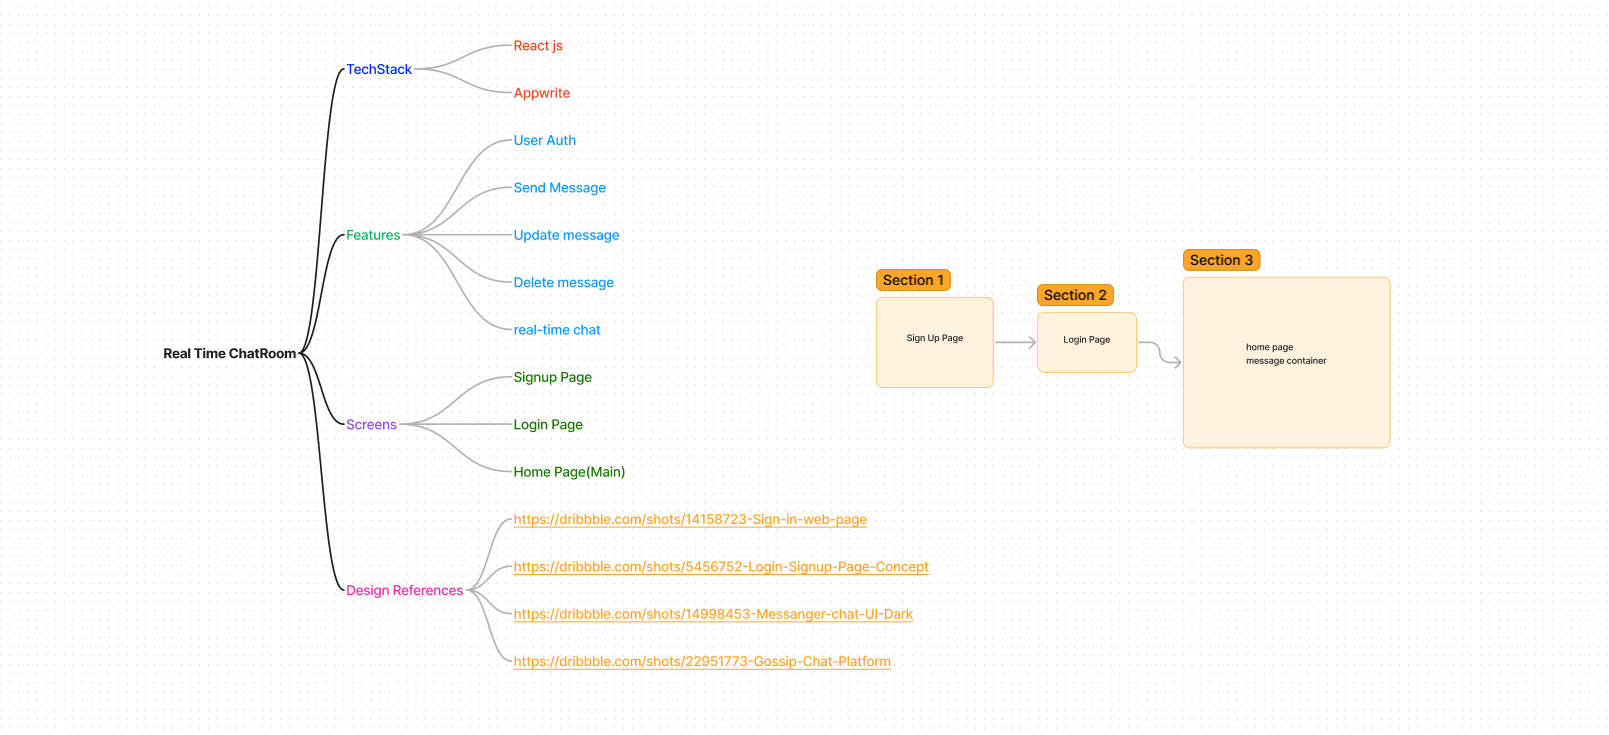 React js
TechStack
Appwrite
User Auth
Send Message
Features
Update message
Delete message
real-time chat
Real Time ChatRoom
Signup Page
Screens
Login Page
Home Page(Main)
https://dribbble.com/shots/14158723-Sign-in-web-page
https://dribbble.com/shots/5456752-Login-Signup-Page-Concept
Design References
https://dribbble.com/shots/14998453-Messanger-chat-UI-Dark
https://dribbble.com/shots/22951773-Gossip-Chat-Platform
Section 1
Sign Up Page
Section 2
Login Page
Section 3
home page
message container